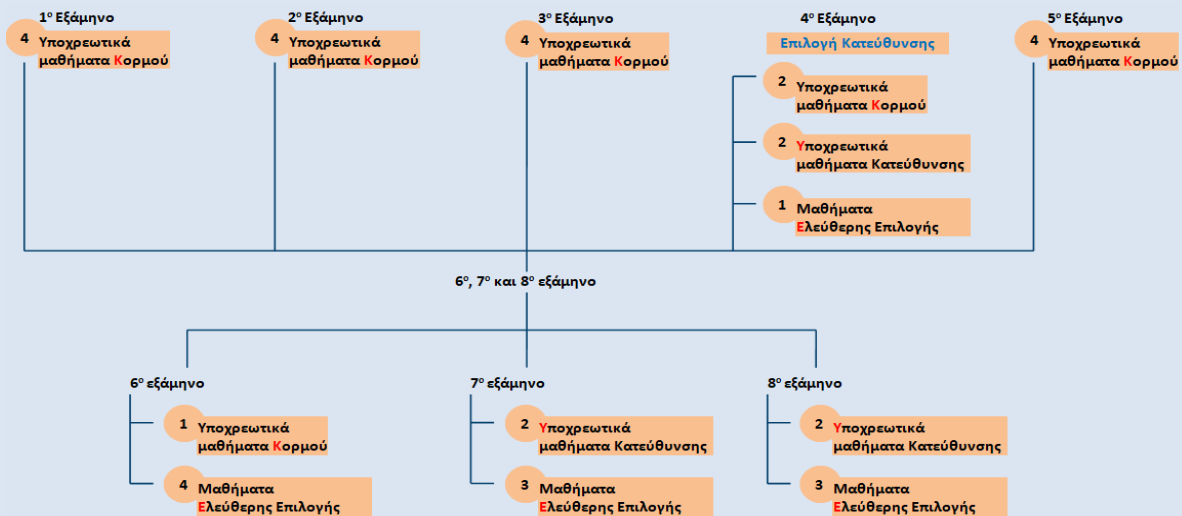 1ο Εξάμηνο
4 Υποχρεωτικά
μαθήματα Κορμού
2ο Εξάμηνο
4 Υποχρεωτικά
μαθήματα Κορμού
3ο Εξάμηνο
4 Υποχρεωτικά
μαθήματα Κορμού
4ο Εξάμηνο
Επιλογή Κατεύθυνσης
2 Υποχρεωτικά
μαθήματα Κορμού
2 Υποχρεωτικά
μαθήματα Κατεύθυνσης
1 Μαθήματα
Ελεύθερης Επιλογής
5ο Εξάμηνο
4 Υποχρεωτικά
μαθήματα Κορμού
6ο, 7ο και 8ο εξάμηνο
6ο εξάμηνο
1 Υποχρεωτικά
μαθήματα Κορμού
4 Μαθήματα
Ελεύθερης Επιλογής
7ο εξάμηνο
2 Υποχρεωτικά
μαθήματα Κατεύθυνσης
3 Μαθήματα
Ελεύθερης Επιλογής
8ο εξάμηνο
2 Υποχρεωτικά
μαθήματα Κατεύθυνσης
3 Μαθήματα
Ελεύθερης Επιλογής